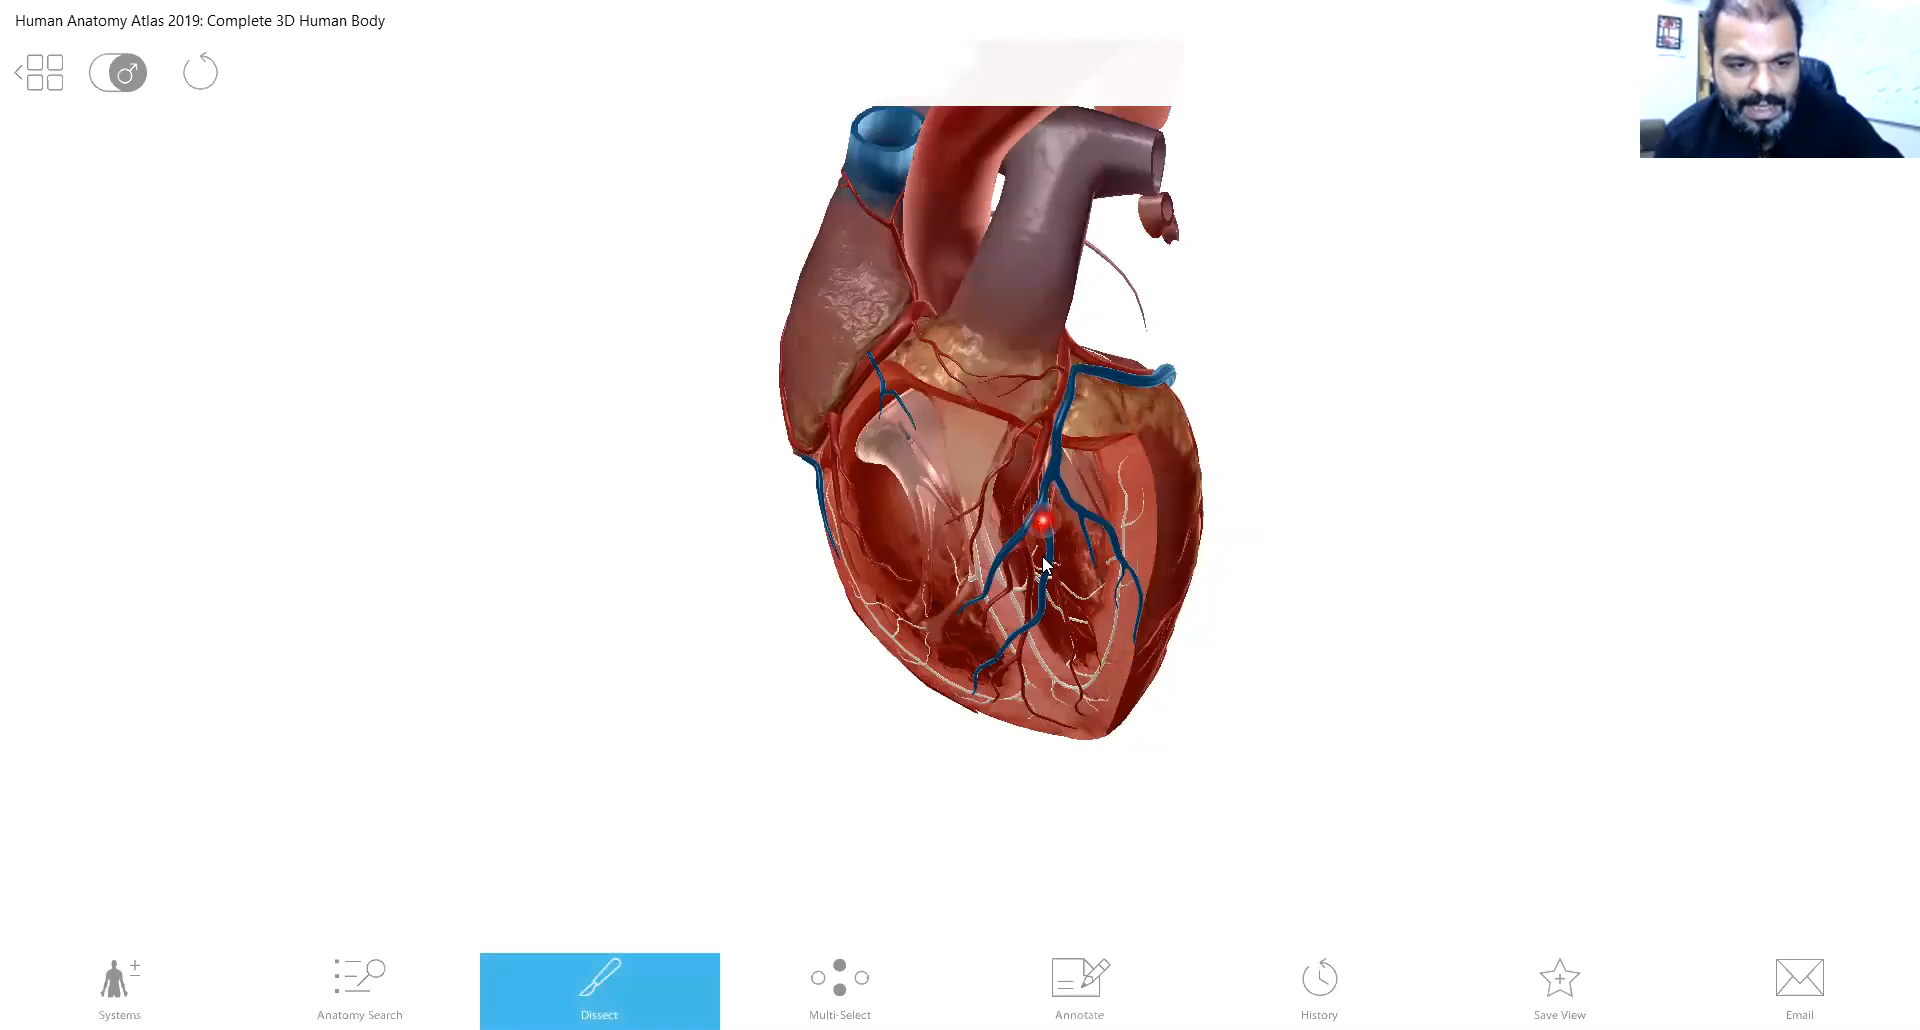 Human Anatomy Atlas 2019: Complete 3D Human Body
Systems
Anatomy Search
Dissect
Multi-Select
Annotate
History
Save View
Email